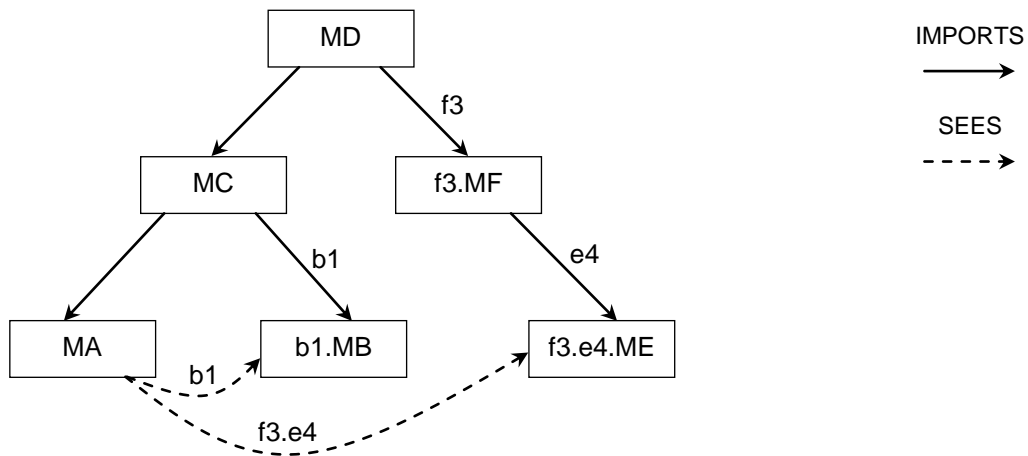 MD
IMPORTS
f3
SEES
MC
f3.MF
b1
e4
MA
b1.MB
f3.e4.ME
b1
f3.e4